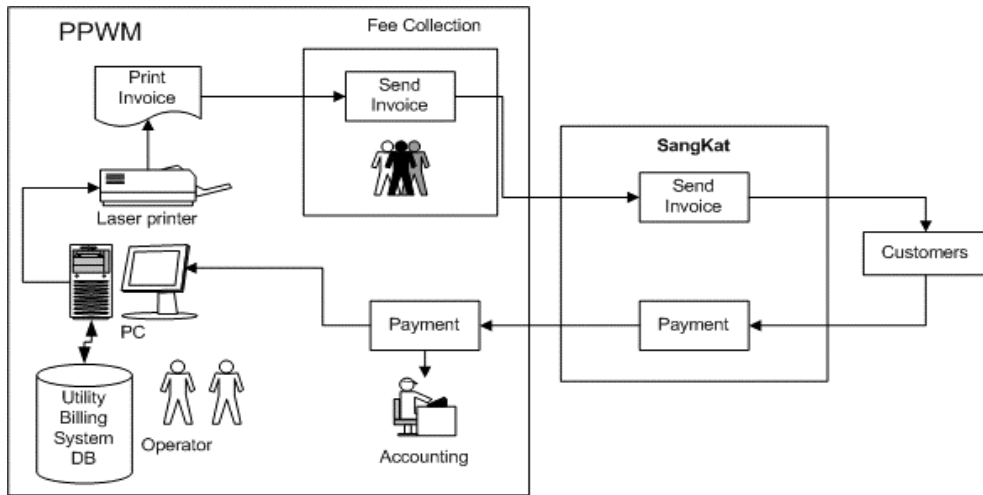 PPWM
Fee Collection
Print
Invoice
Send
Invoice
SangKat
Laser printer
Send
Invoice
Customers
PC
Payment
Payment
Utility
Billing
System
DB
Operator
Accounting